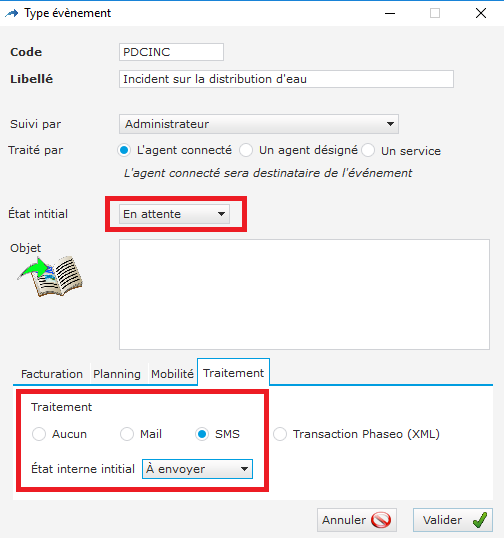 Type évènement
Code PDCINC
Libellé Incident sur la distribution d'eau
Suivi par Administrateur
Traité par L'agent connecté Un agent désigné Un service
L'agent connecté sera destinataire de l'événement
État intitial En attente
Objet
Facturation Planning Mobilité Traitement
Traitement
Aucun Mail SMS Transaction Phaseo (XML)
État interne intitial À envoyer
Annuler Valider